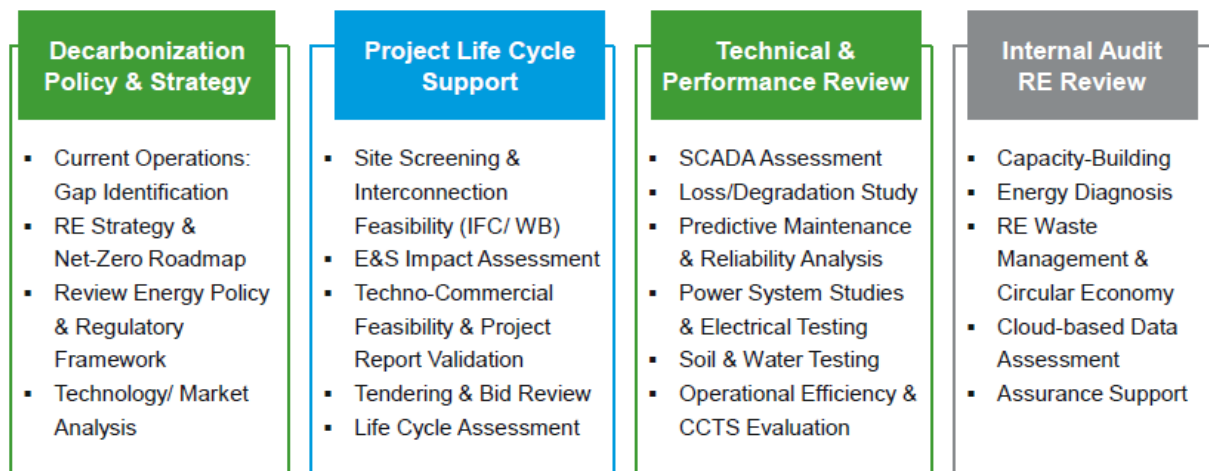 Decarbonization
Policy & Strategy
▪ Current Operations:
Gap Identification
▪ RE Strategy &
Net-Zero Roadmap
▪ Review Energy Policy
& Regulatory
Framework
▪ Technology/ Market
Analysis
Project Life Cycle
Support
▪ Site Screening &
Interconnection
Feasibility (IFC/ WB)
▪ E&S Impact Assessment
▪ Techno-Commercial
Feasibility & Project
Report Validation
▪ Tendering & Bid Review
▪ Life Cycle Assessment
Technical &
Performance Review
▪ SCADA Assessment
▪ Loss/Degradation Study
▪ Predictive Maintenance
& Reliability Analysis
▪ Power System Studies
& Electrical Testing
▪ Soil & Water Testing
▪ Operational Efficiency &
CCTS Evaluation
Internal Audit
RE Review
▪ Capacity-Building
▪ Energy Diagnosis
▪ RE Waste
Management &
Circular Economy
▪ Cloud-based Data
Assessment
▪ Assurance Support